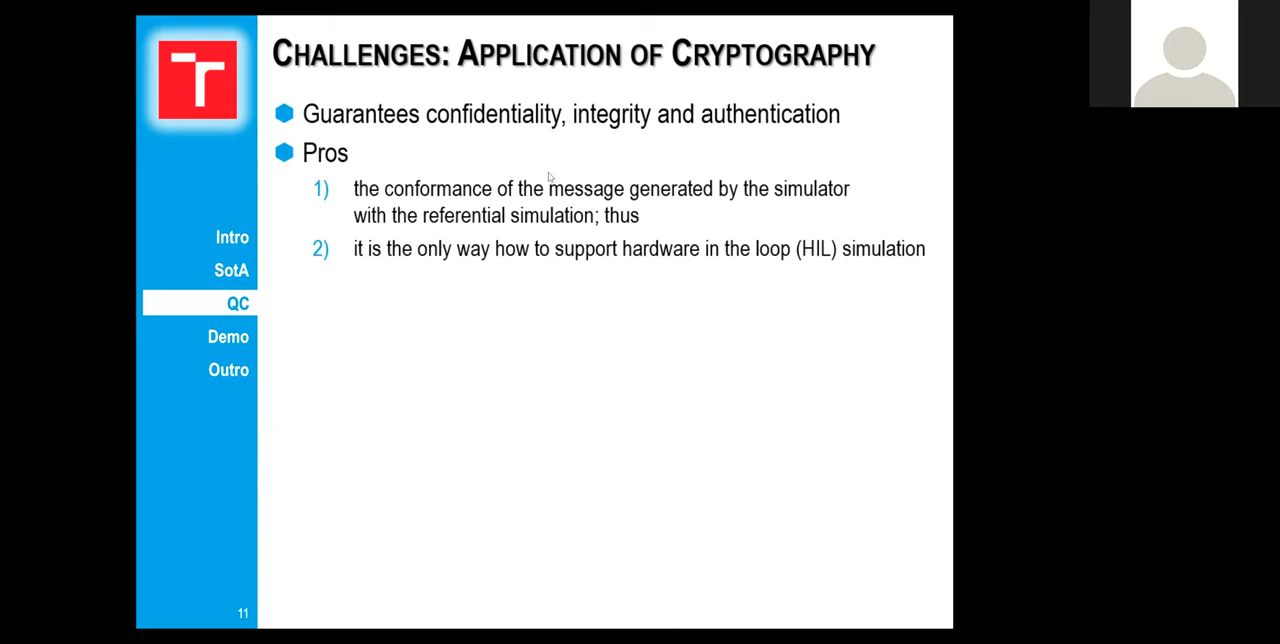 CHALLENGES: APPLICATION OF CRYPTOGRAPHY
Guarantees confidentiality, integrity and authentication
Pros
1) the conformance of the message generated by the simulator
with the referential simulation; thus
2) it is the only way how to support hardware in the loop (HIL) simulation
Intro
SotA
QC
Demo
Outro
11